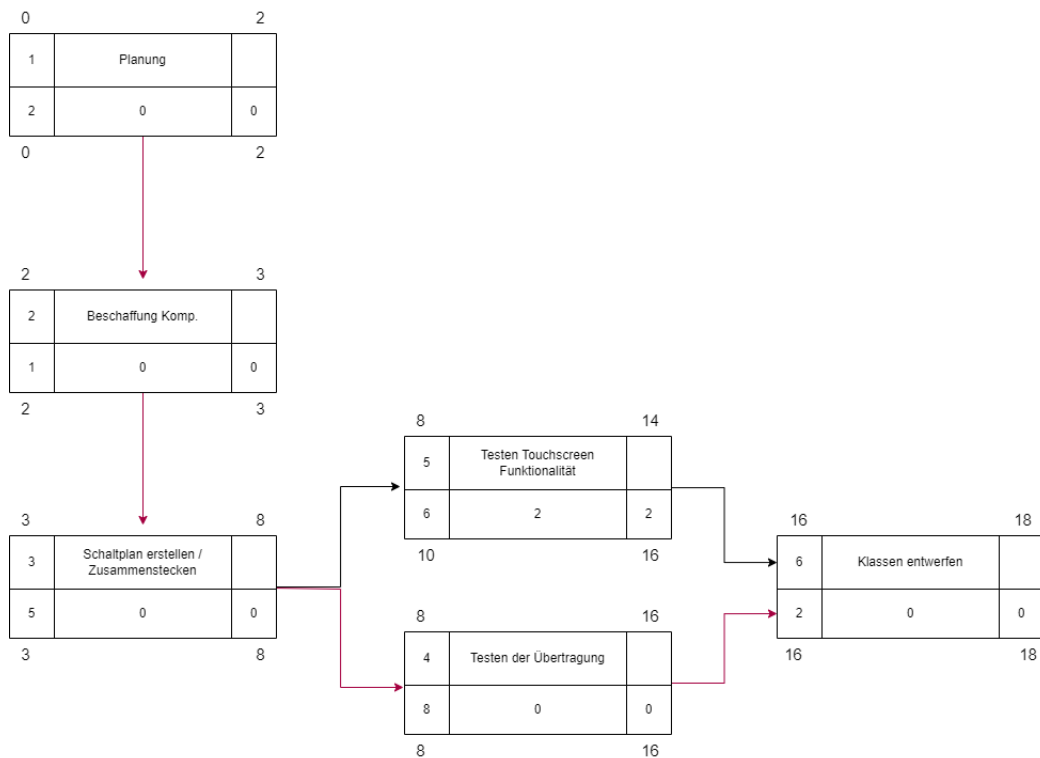 0 2
1 Planung
2 0 0
0 2
2 3
2 Beschaffung Komp.
1 0 0
2 3
3 8
3 Schaltplan erstellen /
Zusammenstecken
5 0 0
3 8
8 14
5 Testen Touchscreen
Funktionalität
6 2 2
10 16
8 16
4 Testen der Übertragung
8 0 0
8 16
16 18
6 Klassen entwerfen
2 0 0
16 18